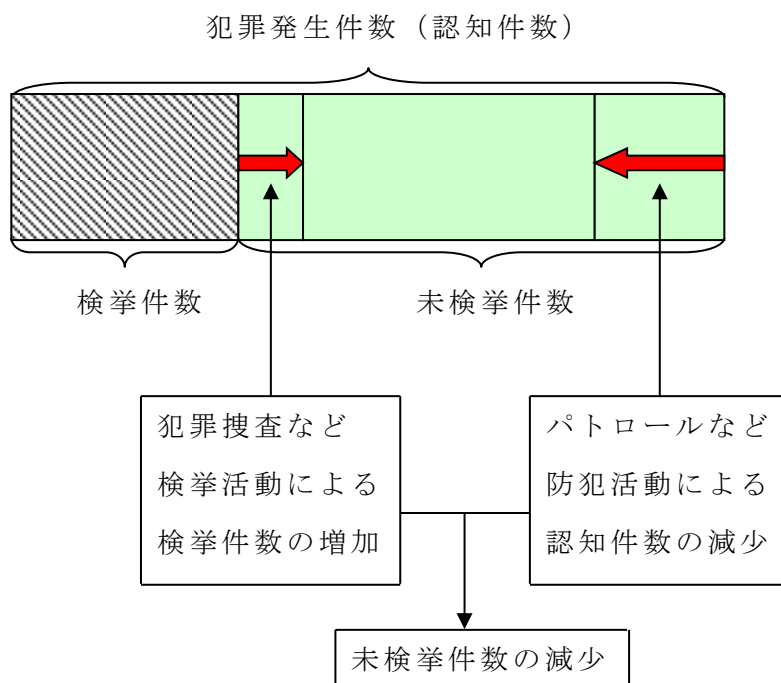 犯罪発生件数（認知件数）
検挙件数
未検挙件数
犯罪捜査など
検挙活動による
検挙件数の増加
パトロールなど
防犯活動による
認知件数の減少
未検挙件数の減少